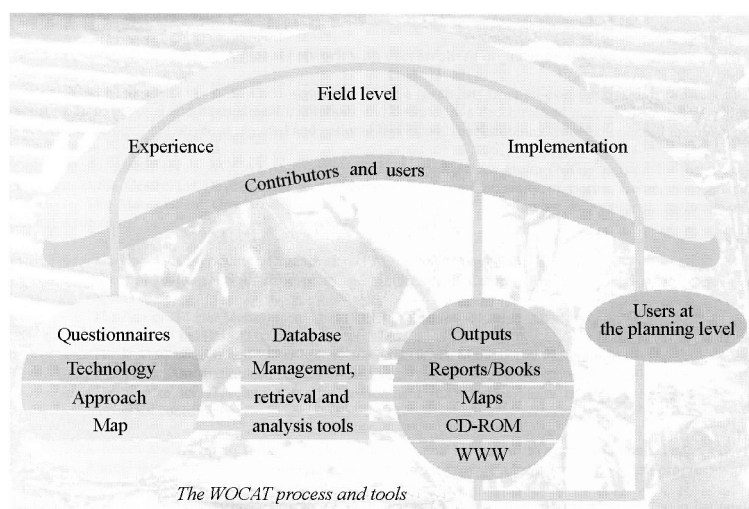 Field level
Experience
Implementation
Contributors and users
Questionnaires
Technology
Approach
Map
Database
Management,
retrieval and
analysis tools
Outputs
Reports/Books
Maps
CD-ROM
WWW
Users at
the planning level
The WOCAT process and tools